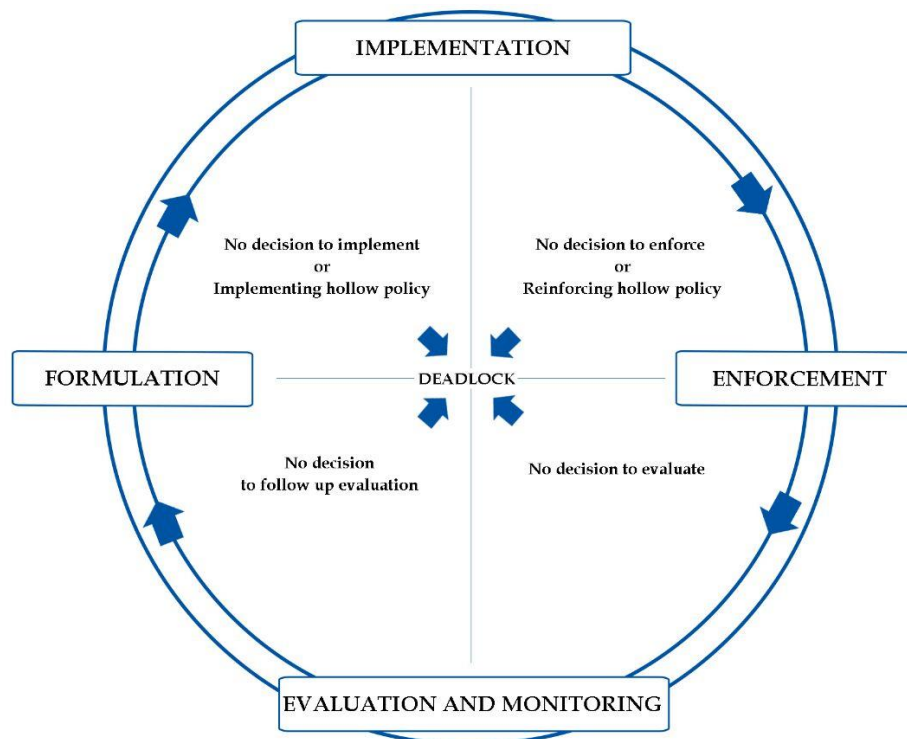 IMPLEMENTATION
No decision to implement
or
Implementing hollow policy
No decision to enforce
or
Reinforcing hollow policy
FORMULATION
DEADLOCK
ENFORCEMENT
No decision
to follow up evaluation
No decision to evaluate
EVALUATION AND MONITORING